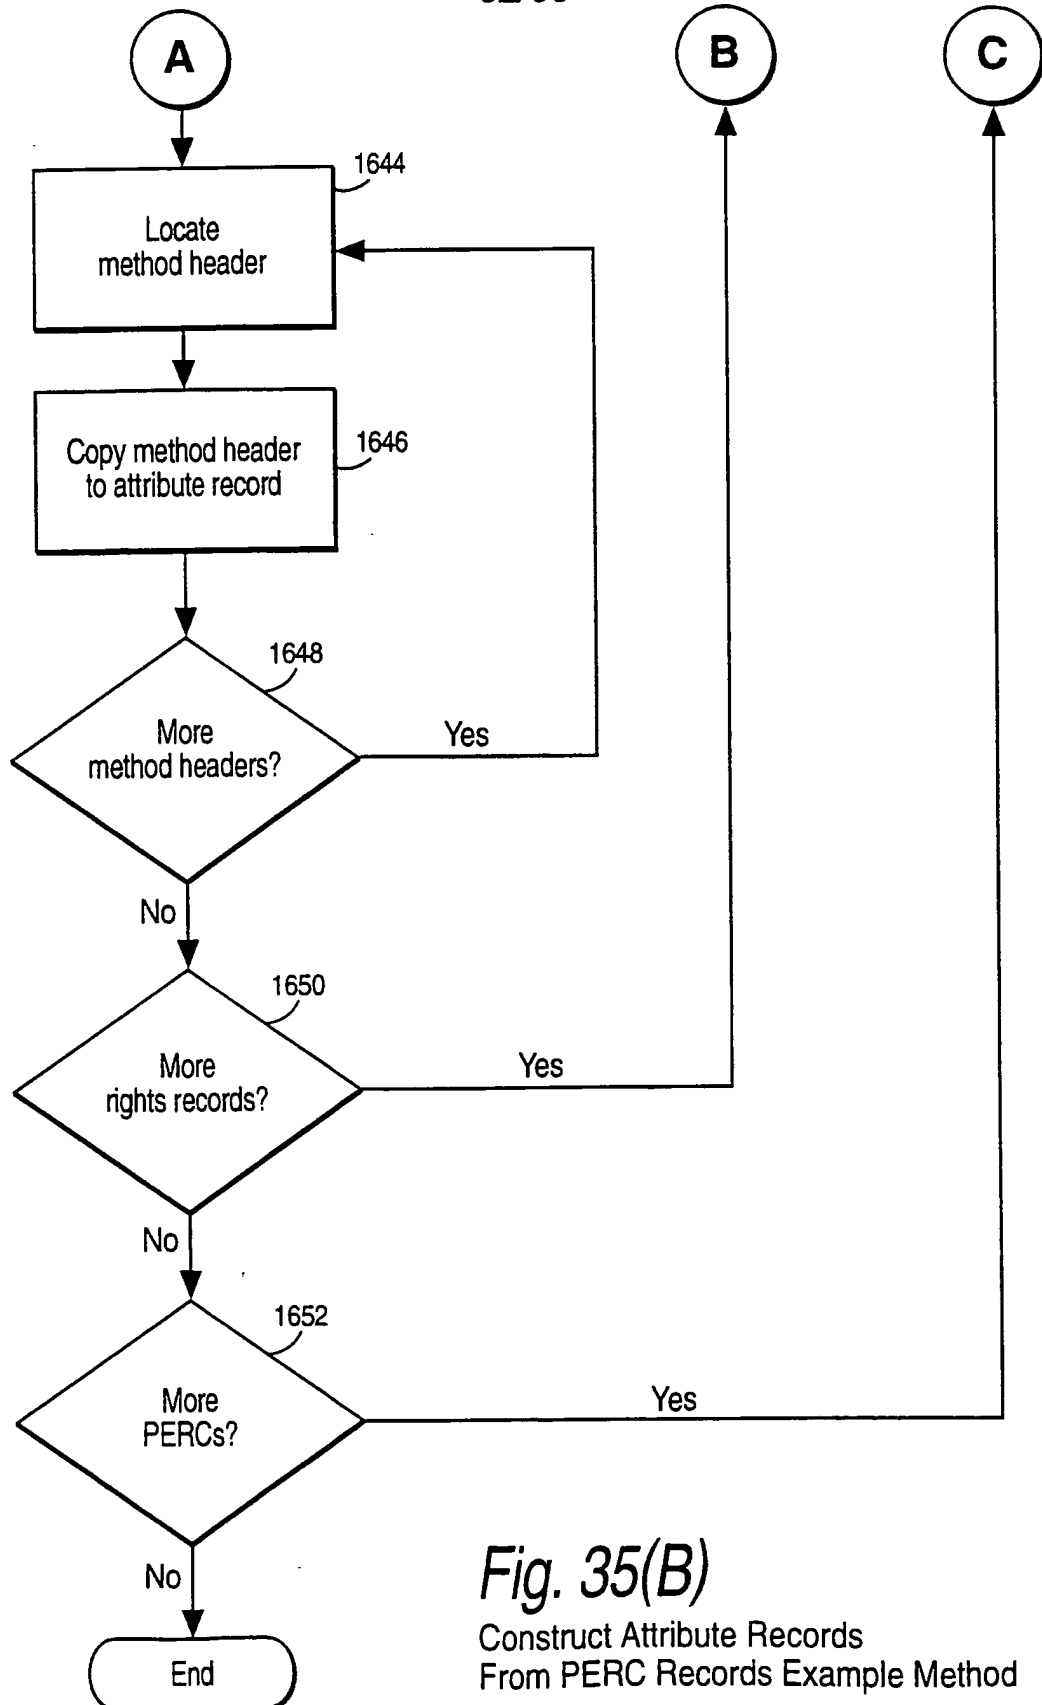 A
B
C
1644
Locate
method header
1646
Copy method header
to attribute record
1648
More
method headers?
Yes
No
1650
More
rights records?
Yes
No
1652
More
PERCs?
Yes
No
End
Fig. 35(B)
Construct Attribute Records
From PERC Records Example Method